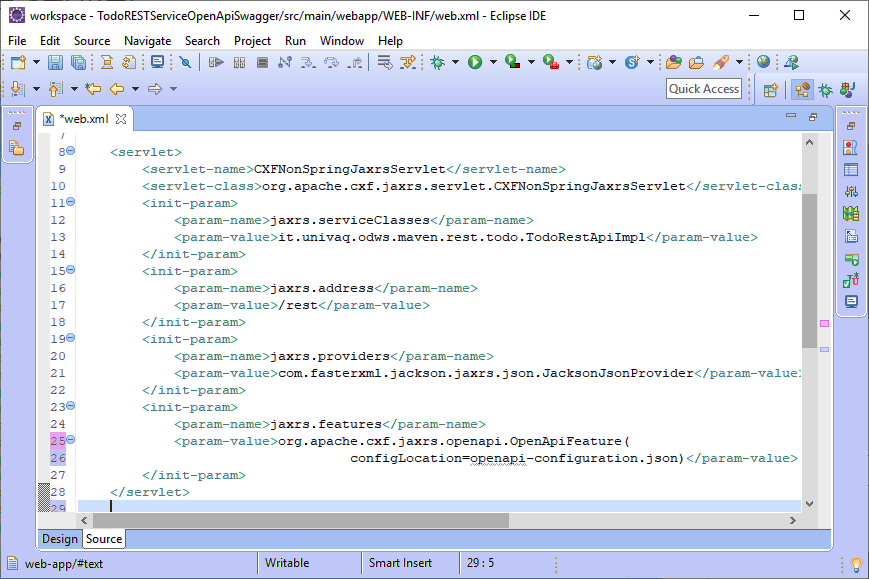 workspace - TodoRESTServiceOpenApiSwagger/src/main/webapp/WEB-INF/web.xml - Eclipse IDE
File Edit Source Navigate Search Project Run Window Help
Quick Access
*web.xml
7
8 <servlet>
9 <servlet-name>CXFNonSpringJaxrsServlet</servlet-name>
10 <servlet-class>org.apache.cxf.jaxrs.servlet.CXFNonSpringJaxrsServlet</servlet-clas
11 <init-param>
12 <param-name>jaxrs.serviceClasses</param-name>
13 <param-value>it.univaq.odws.maven.rest.todo.TodoRestApiImpl</param-value>
14 </init-param>
15 <init-param>
16 <param-name>jaxrs.address</param-name>
17 <param-value>/rest</param-value>
18 </init-param>
19 <init-param>
20 <param-name>jaxrs.providers</param-name>
21 <param-value>com.fasterxml.jackson.jaxrs.json.JacksonJsonProvider</param-value>
22 </init-param>
23 <init-param>
24 <param-name>jaxrs.features</param-name>
25 <param-value>org.apache.cxf.jaxrs.openapi.OpenApiFeature(
26 configLocation=openapi-configuration.json)</param-value>
27 </init-param>
28 </servlet>
29
Design Source
web-app/#text Writable Smart Insert 29 : 5